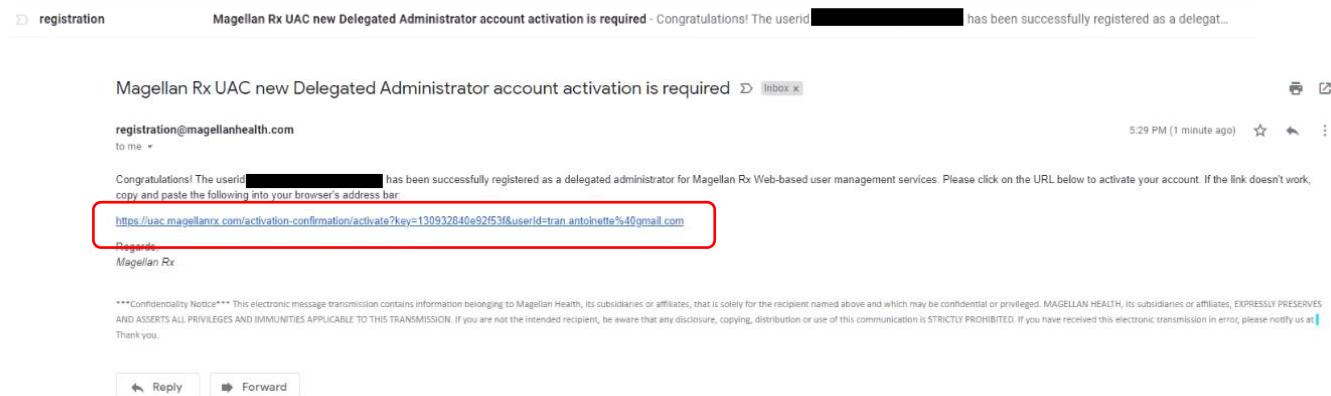 registration Magellan Rx UAC new Delegated Administrator account activation is required - Congratulations! The userid has been successfully registered as a delegat...
Magellan Rx UAC new Delegated Administrator account activation is required Inbox x
registration@magellanhealth.com 5:29 PM (1 minute ago)
to me
Congratulations! The userid has been successfully registered as a delegated administrator for Magellan Rx Web-based user management services. Please click on the URL below to activate your account. If the link doesn't work,
copy and paste the following into your browser's address bar:
https://uac.magellanrx.com/activation-confirmation/activate?key=130932840e92f53f&userId=tran.antoinette%40gmail.com
Regards,
Magellan Rx
***Confidentiality Notice*** This electronic message transmission contains information belonging to Magellan Health, its subsidiaries or affiliates, that is solely for the recipient named above and which may be confidential or privileged. MAGELLAN HEALTH, its subsidiaries or affiliates, EXPRESSLY PRESERVES
AND ASSERTS ALL PRIVILEGES AND IMMUNITIES APPLICABLE TO THIS TRANSMISSION. If you are not the intended recipient, be aware that any disclosure, copying, distribution or use of this communication is STRICTLY PROHIBITED. If you have received this electronic transmission in error, please notify us at
Thank you.
Reply Forward